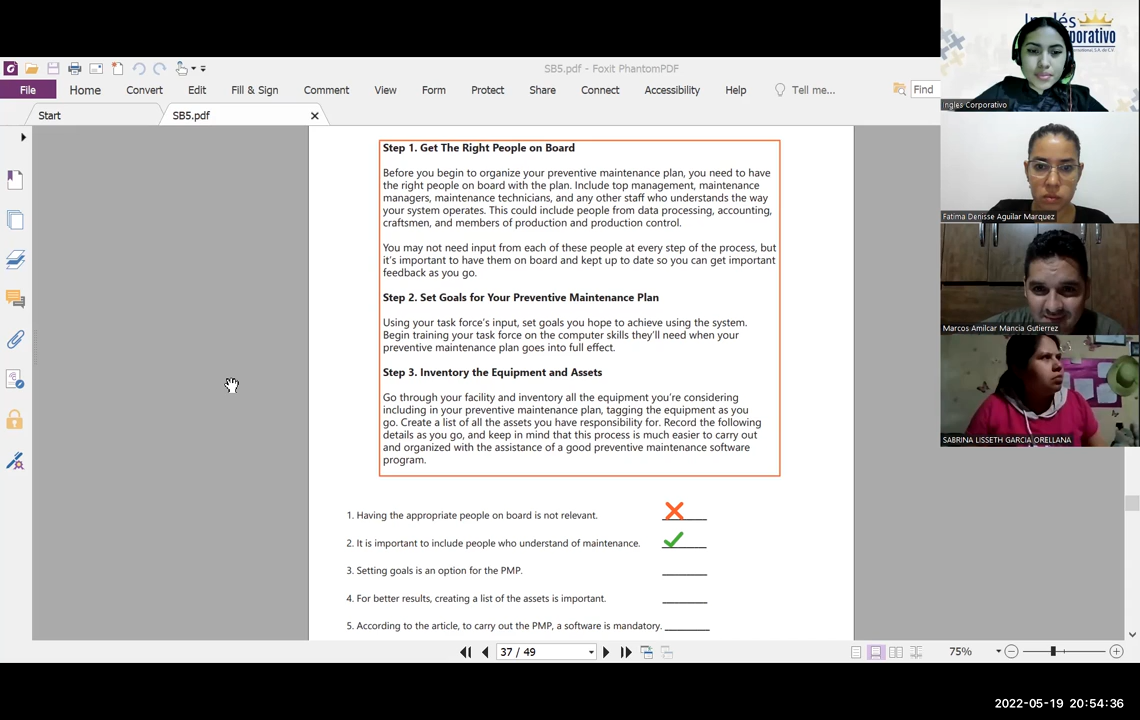 Inglés
Corporativo
SB5.pdf - Foxit PhantomPDF
File Home Convert Edit Fill & Sign Comment View Form Protect Share Connect Accessibility Help Tell me... Find
Ingles Corporativo
Start SB5.pdf
Step 1. Get The Right People on Board
Before you begin to organize your preventive maintenance plan, you need to have
the right people on board with the plan. Include top management, maintenance
managers, maintenance technicians, and any other staff who understands the way
your system operates. This could include people from data processing, accounting,
craftsmen, and members of production and production control.
Fatima Denisse Aguilar Marquez
You may not need input from each of these people at every step of the process, but
it's important to have them on board and kept up to date so you can get important
feedback as you go.
Step 2. Set Goals for Your Preventive Maintenance Plan
Using your task force's input, set goals you hope to achieve using the system.
Begin training your task force on the computer skills they'll need when your
preventive maintenance plan goes into full effect.
Marcos Amilcar Mancia Gutierrez
Step 3. Inventory the Equipment and Assets
Go through your facility and inventory all the equipment you're considering
including in your preventive maintenance plan, tagging the equipment as you
go. Create a list of all the assets you have responsibility for. Record the following
details as you go, and keep in mind that this process is much easier to carry out
and organized with the assistance of a good preventive maintenance software
program.
SABRINA LISSETH GARCIA ORELLANA
1. Having the appropriate people on board is not relevant.
2. It is important to include people who understand of maintenance.
3. Setting goals is an option for the PMP.
4. For better results, creating a list of the assets is important.
5. According to the article, to carry out the PMP, a software is mandatory.
37 / 49 75%
2022-05-19 20:54:36